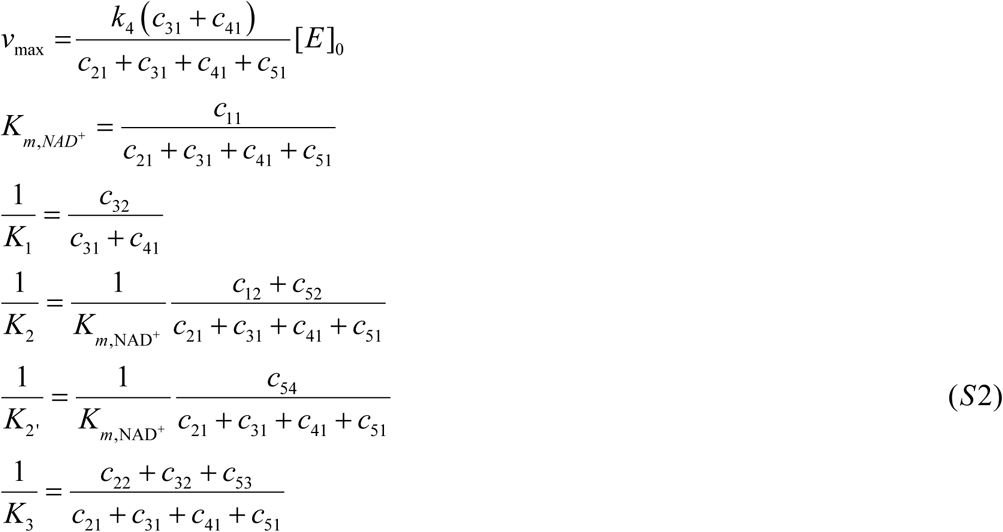 v_max = k_4 (c_31 + c_41) / (c_21 + c_31 + c_41 + c_51) [E]_0
K_m,NAD^+ = c_11 / (c_21 + c_31 + c_41 + c_51)
1/K_1 = c_32 / (c_31 + c_41)
1/K_2 = 1/K_m,NAD^+ (c_12 + c_52) / (c_21 + c_31 + c_41 + c_51)
1/K_2' = 1/K_m,NAD^+ c_54 / (c_21 + c_31 + c_41 + c_51) (S2)
1/K_3 = (c_22 + c_32 + c_53) / (c_21 + c_31 + c_41 + c_51)